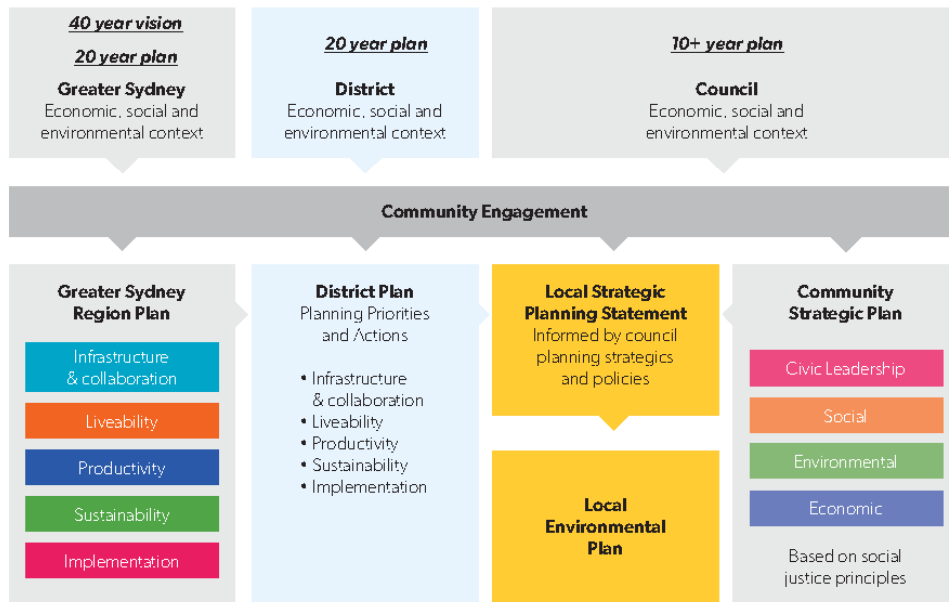 40 year vision
20 year plan
Greater Sydney
Economic, social and
environmental context
20 year plan
District
Economic, social and
environmental context
10+ year plan
Council
Economic, social and
environmental context
Community Engagement
Greater Sydney
Region Plan
Infrastructure
& collaboration
Liveability
Productivity
Sustainability
Implementation
District Plan
Planning Priorities
and Actions
• Infrastructure
& collaboration
• Liveability
• Productivity
• Sustainability
• Implementation
Local Strategic
Planning Statement
Informed by council
planning strategics
and policies
Local
Environmental
Plan
Community
Strategic Plan
Civic Leadership
Social
Environmental
Economic
Based on social
justice principles